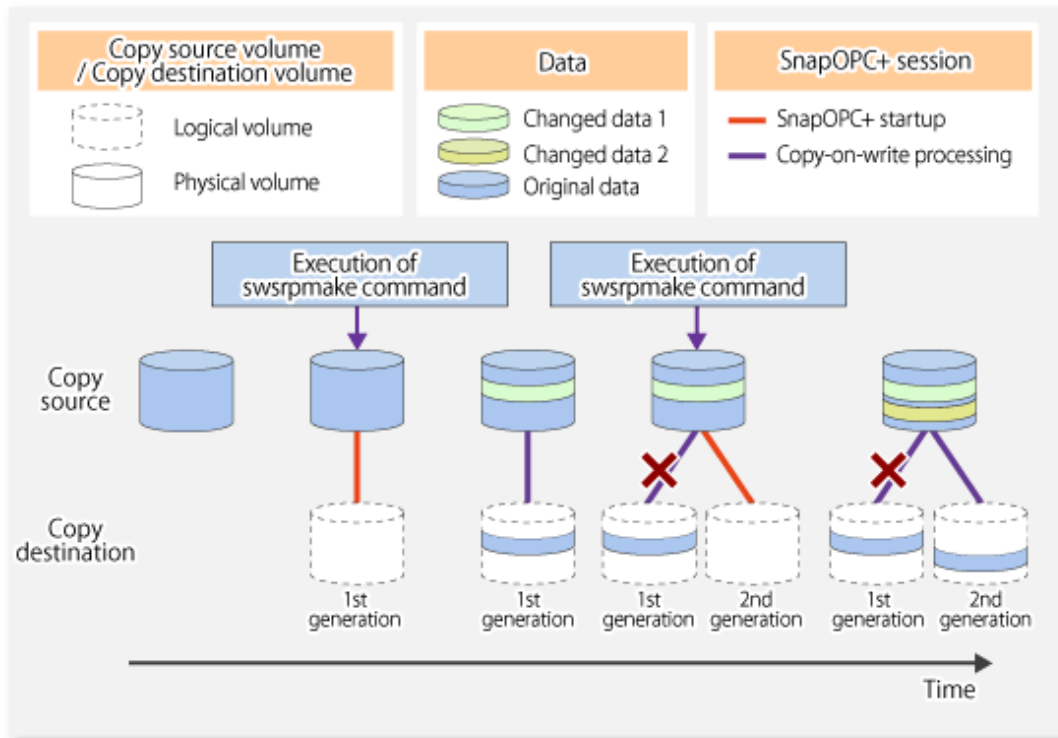 Copy source volume
/ Copy destination volume
Logical volume
Physical volume
Data
Changed data 1
Changed data 2
Original data
SnapOPC+ session
SnapOPC+ startup
Copy-on-write processing
Execution of
swsrpmake command
Execution of
swsrpmake command
Copy
source
Copy
destination
1st
generation
1st
generation
1st
generation
2nd
generation
1st
generation
2nd
generation
Time